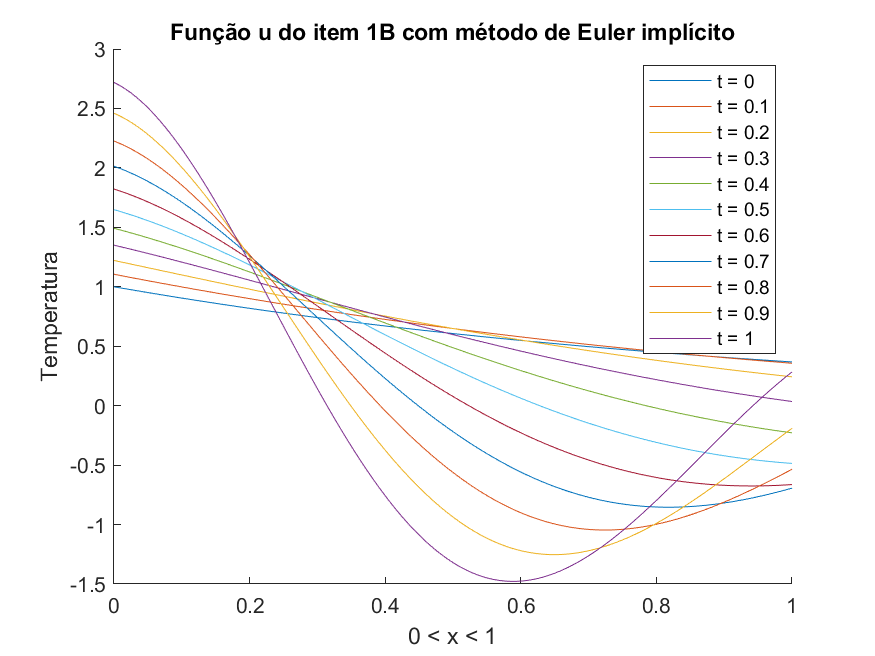 Função u do item 1B com método de Euler implícito
3
2.5
2
1.5
1
0.5
0
-0.5
-1
-1.5
Temperatura
t = 0
t = 0.1
t = 0.2
t = 0.3
t = 0.4
t = 0.5
t = 0.6
t = 0.7
t = 0.8
t = 0.9
t = 1
0 0.2 0.4 0.6 0.8 1
0 < x < 1